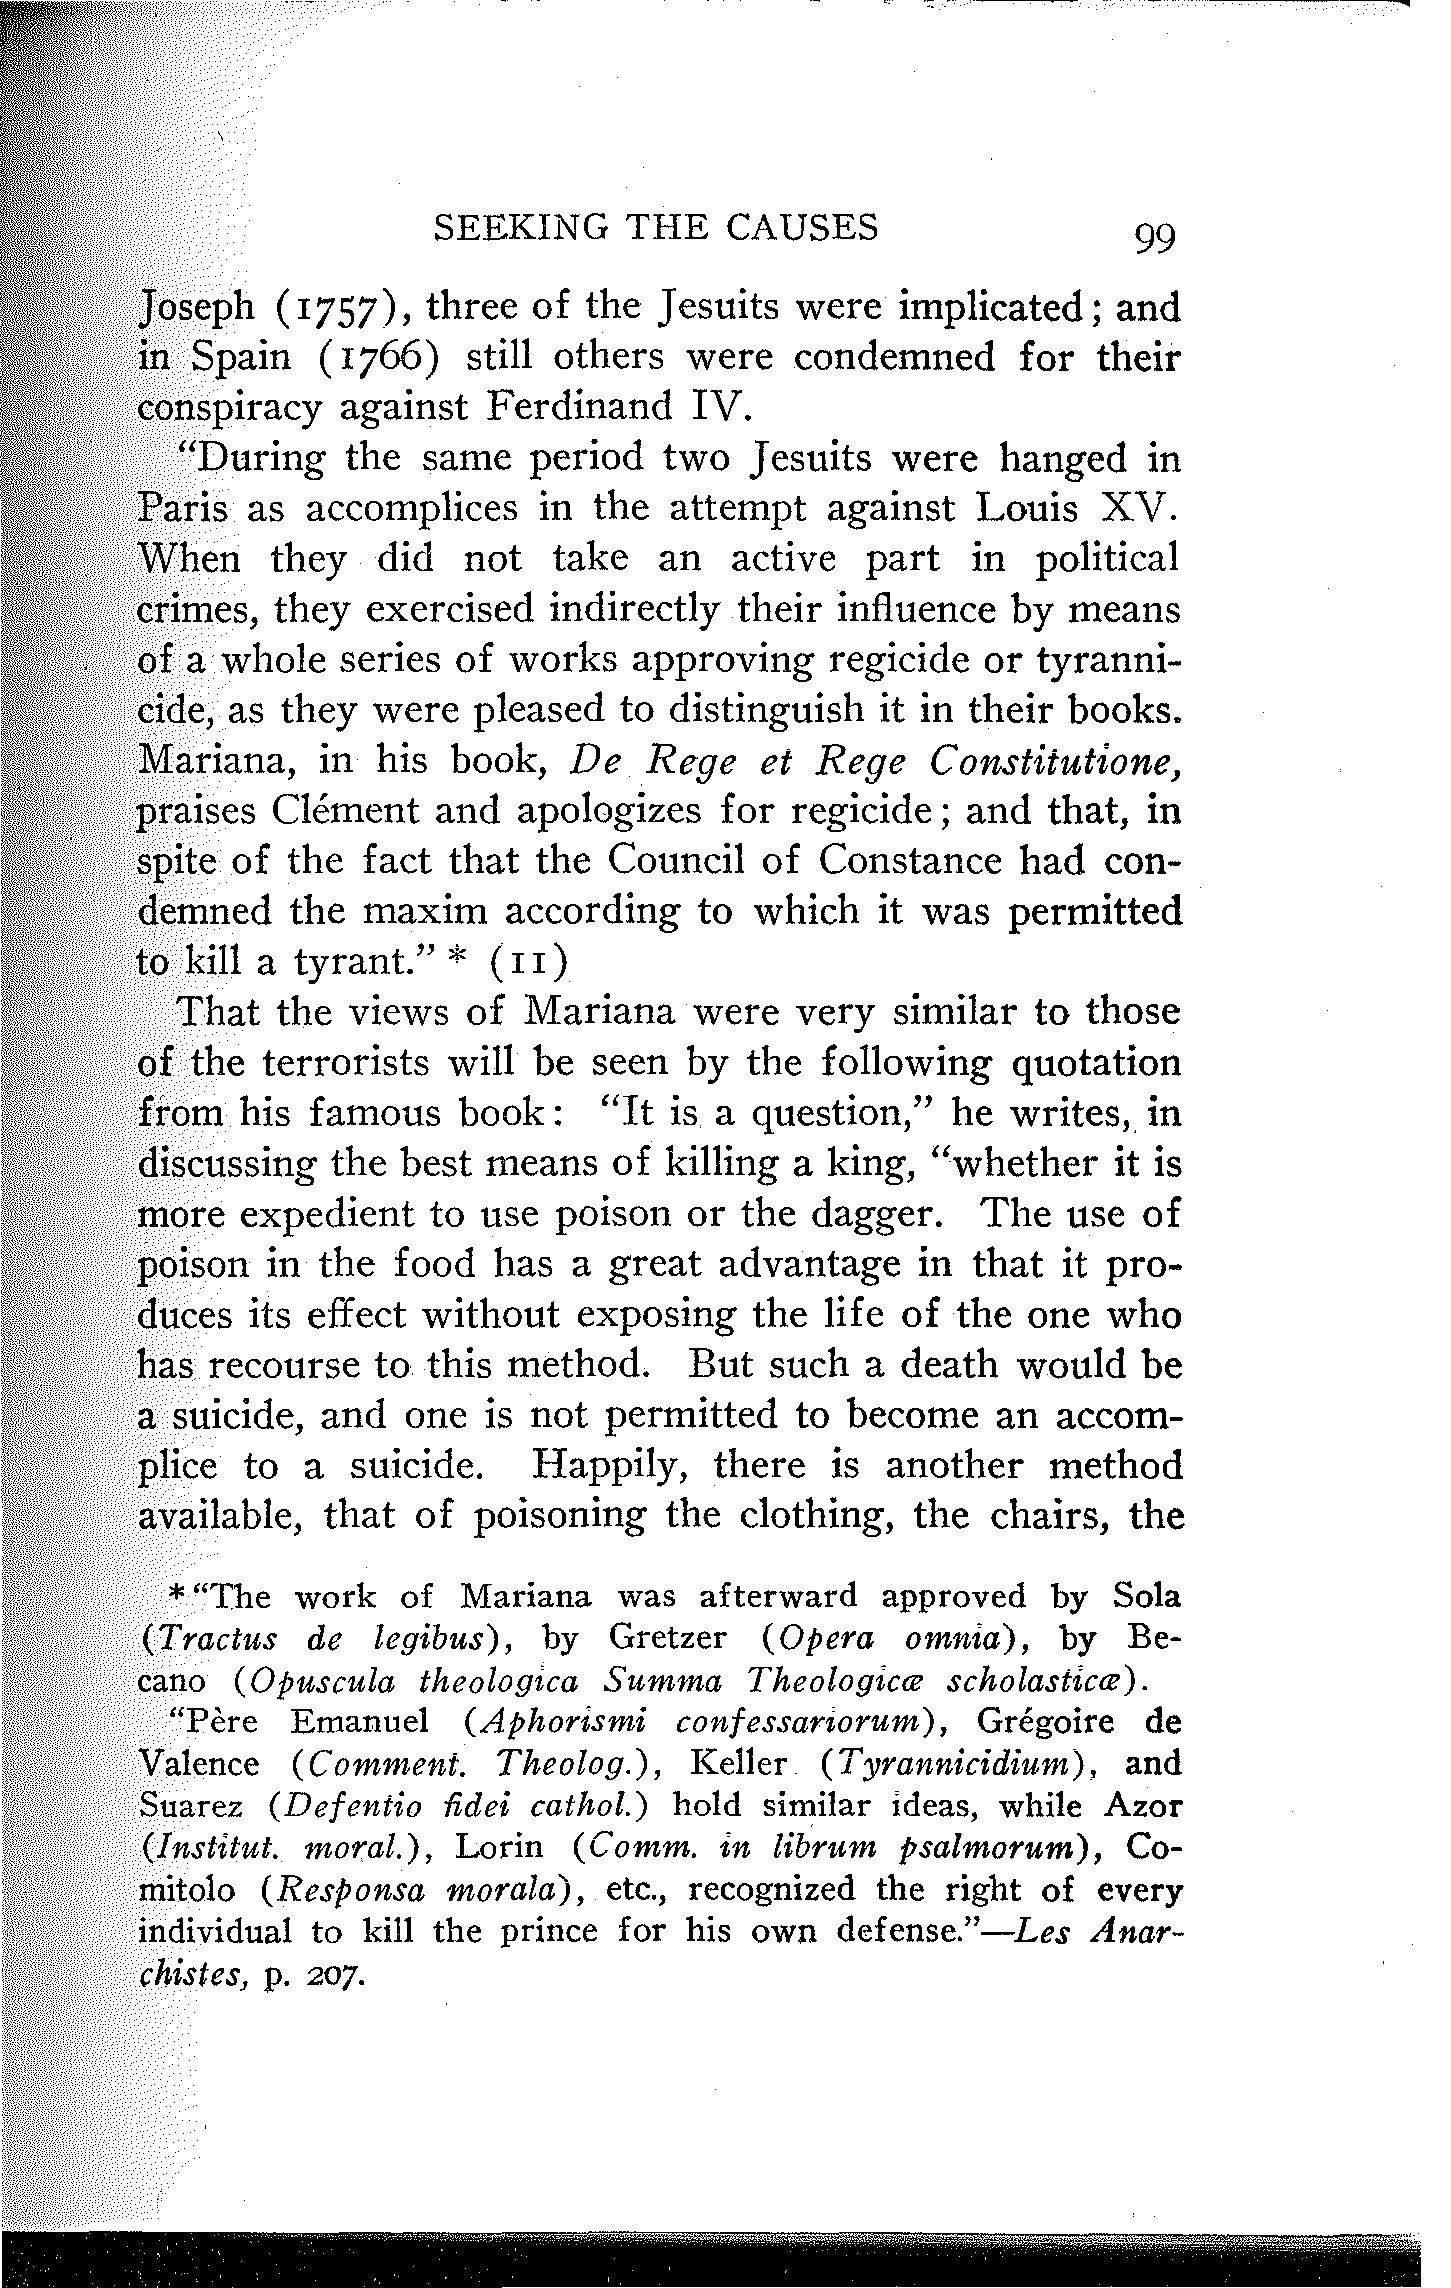 SEEKING THE CAUSES 99
Joseph (1757), three of the Jesuits were implicated; and
in Spain (1766) still others were condemned for their
conspiracy against Ferdinand IV.
"During the same period two Jesuits were hanged in
Paris as accomplices in the attempt against Louis XV.
When they did not take an active part in political
crimes, they exercised indirectly their influence by means
of a whole series of works approving regicide or tyranni-
cide, as they were pleased to distinguish it in their books.
Mariana, in his book, De Rege et Rege Constitutione,
praises Clément and apologizes for regicide; and that, in
spite of the fact that the Council of Constance had con-
demned the maxim according to which it was permitted
to kill a tyrant." * (11)
That the views of Mariana were very similar to those
of the terrorists will be seen by the following quotation
from his famous book: "It is a question," he writes, in
discussing the best means of killing a king, "whether it is
more expedient to use poison or the dagger. The use of
poison in the food has a great advantage in that it pro-
duces its effect without exposing the life of the one who
has recourse to this method. But such a death would be
a suicide, and one is not permitted to become an accom-
plice to a suicide. Happily, there is another method
available, that of poisoning the clothing, the chairs, the
* "The work of Mariana was afterward approved by Sola
(Tractus de legibus), by Gretzer (Opera omnia), by Be-
cano (Opuscula theologica Summa Theologicæ scholasticæ).
"Père Emanuel (Aphorismi confessariorum), Grégoire de
Valence (Comment. Theolog.), Keller (Tyrannicidium), and
Suarez (Defentio fidei cathol.) hold similar ideas, while Azor
(Institut. moral.), Lorin (Comm. in librum psalmorum), Co-
mitolo (Responsa morala), etc., recognized the right of every
individual to kill the prince for his own defense."—Les Anar-
chistes, p. 207.